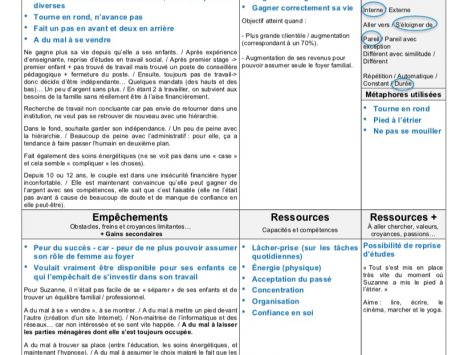 diverses
• Tourne en rond, n'avance pas
• Fait un pas en avant et deux en arrière
• A du mal à se vendre
Ne gagne plus sa vie depuis qu'elle a ses enfants. / Après expérience
d'enseignante, reprise d'études en travail social. / Après premier stage ->
premier enfant + pas trouvé de travail mais trouvé un poste de conseillère
pédagogique + fermeture du poste. / Ensuite, toujours pas de travail->
donc décide d'être indépendante… Quelques mandats (des hauts et des
bas)… Un peu d'argent sans plus. / En étant 2 à travailler, on subvient aux
besoins de la famille sans réellement être à l'aise financièrement.
Recherche de travail non concluant car pas envie de retourner dans une
institution, ne veut pas se retrouver de nouveau avec une hiérarchie.
Dans le fond, souhaite garder son indépendance. / Un peu de peine avec
la hiérarchie. / Beaucoup de peine avec l'administratif : pour elle, ça a
tendance à faire passer l'humain en deuxième plan.
Fait également des soins énergétiques (ne se voit pas dans une « case »
et cela semble « compliquer » les choses).
Depuis 10 ou 12 ans, le couple est dans une insécurité financière hyper
inconfortable. / Elle est maintenant convaincue qu'elle peut gagner de
l'argent avec ses compétences, elle sait que c'est faisable (elle ne l'était
pas avant à cause de beaucoup de doute et de manque de confiance en
elle peut-être).
• Gagner correctement sa vie
Objectif atteint quand :
- Plus grande clientèle / augmentation
(correspondant à un 70%).
- Augmentation de ses revenus pour
pouvoir assumer seule le foyer familial.
Interne / Externe
Aller vers / S'éloigner de
Pareil / Pareil avec
exception
Différent avec similitude /
Différent
Répétition / Automatique /
Constant / Durée
Métaphores utilisées
• Tourne en rond
• Pied à l'étrier
• Ne pas se mouiller
Empêchements
Obstacles, freins et croyances limitantes…
+ Gains secondaires
• Peur du succès - car - peur de ne plus pouvoir assumer
son rôle de femme au foyer
• Voulait vraiment être disponible pour ses enfants ce
qui l'empêchait de s'investir dans son travail
Pour Suzanne, il n'était pas facile de se « séparer » de ses enfants et de
trouver un équilibre familial / professionnel.
A du mal à se « vendre », à se montrer. / A du mal à mettre un pied devant
l'autre (création d'un site Internet). / Non-maîtrise de l'informatique et des
réseaux… car non intéressée et se sent vite happée. / A du mal à laisser
les parties ménagères dont elle s'est toujours occupée.
A du mal à trouver sa place (entre l'éducation, les soins énergétiques, et
maintenant l'hypnose). / A du mal à assumer le choix malgré le fait que les
Ressources
Capacités et compétences
• Lâcher-prise (sur les tâches
quotidiennes)
• Énergie (physique)
• Acceptation du passé
• Concentration
• Organisation
• Confiance en soi
Ressources +
À aller chercher, valeurs,
croyances, passions…
Possibilité de reprise
d'études
« Tout s'est mis en place
très vite du moment où
Suzanne a mis le pied à
l'étrier. »
Aime : lire, écrire, le
cinéma, marcher et le yoga.